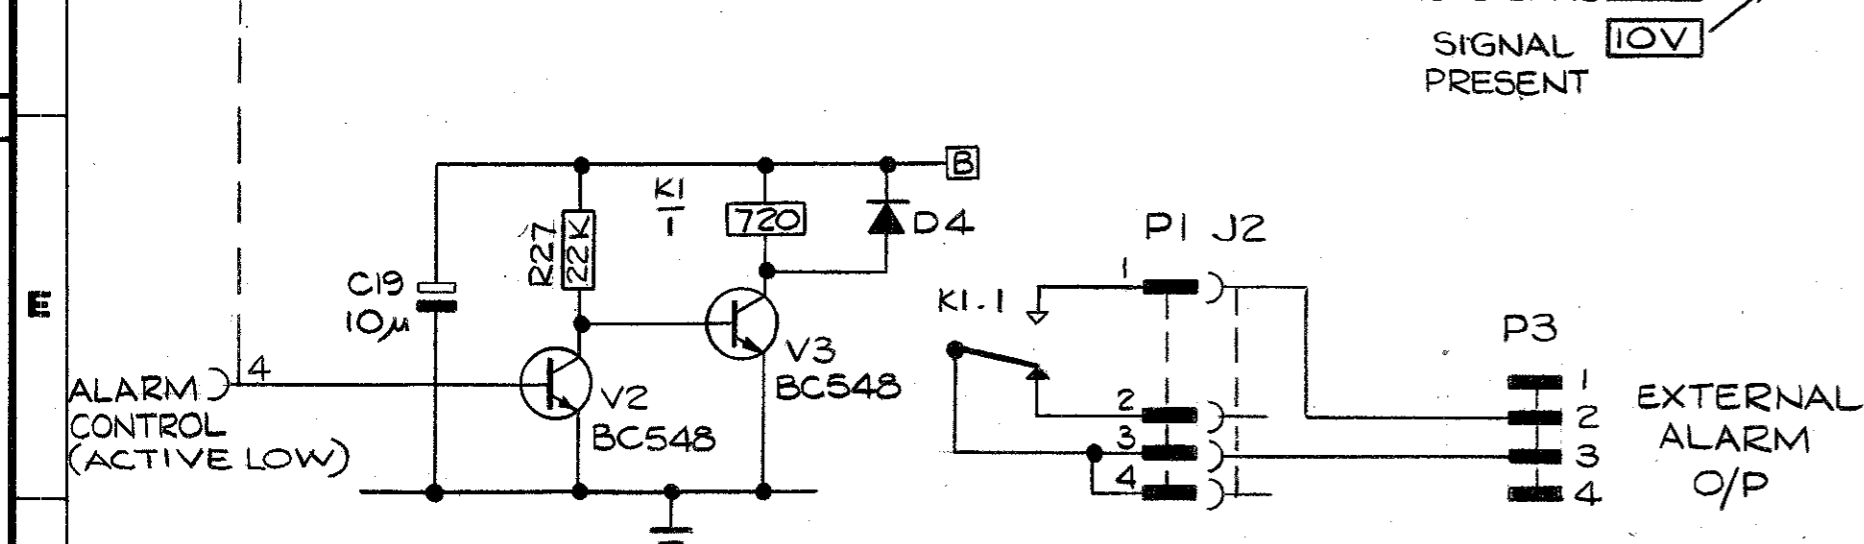 SIGNAL
PRESENT
10V
B
K1
1
720
D4
R27
22K
C19
10µ
E
V3
BC548
V2
BC548
4
ALARM
CONTROL
(ACTIVE LOW)
P1 J2
1
K1.1
2
3
4
P3
1
2
3
4
EXTERNAL
ALARM
O/P